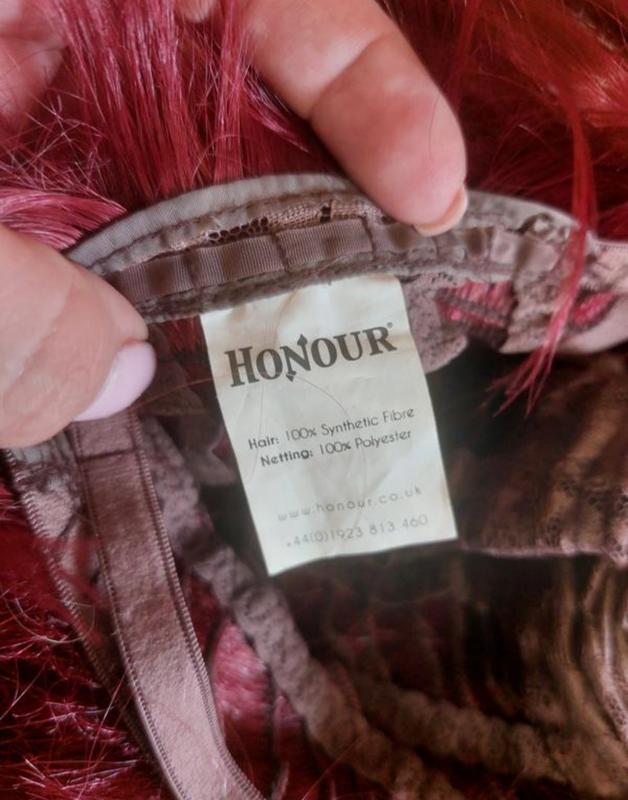 HONOUR®
Hair: 100% Synthetic Fibre
Netting: 100% Polyester
www.honour.co.uk
+44(0)1923 813 460